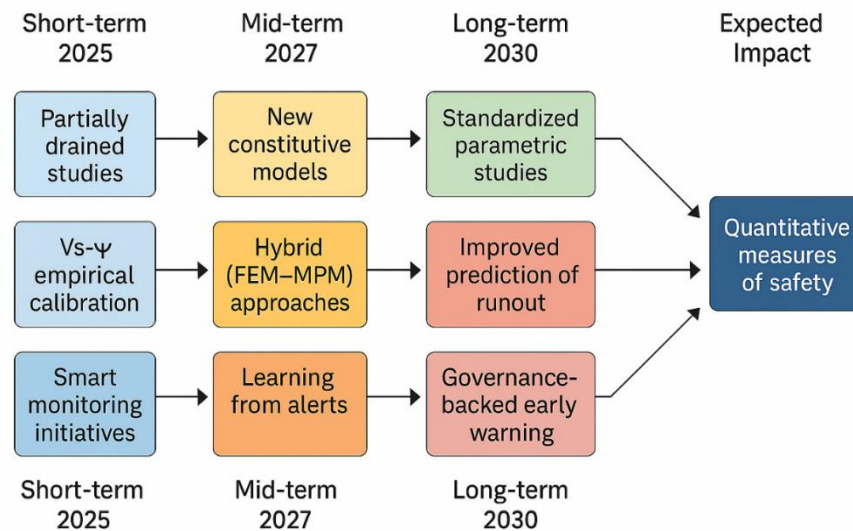 Short-term
2025
Mid-term
2027
Long-term
2030
Expected
Impact
Partially
drained
studies
New
constitutive
models
Standardized
parametric
studies
Vs-Ψ
empirical
calibration
Hybrid
(FEM–MPM)
approaches
Improved
prediction of
runout
Quantitative
measures
of safety
Smart
monitoring
initiatives
Learning
from alerts
Governance-
backed early
warning
Short-term
2025
Mid-term
2027
Long-term
2030